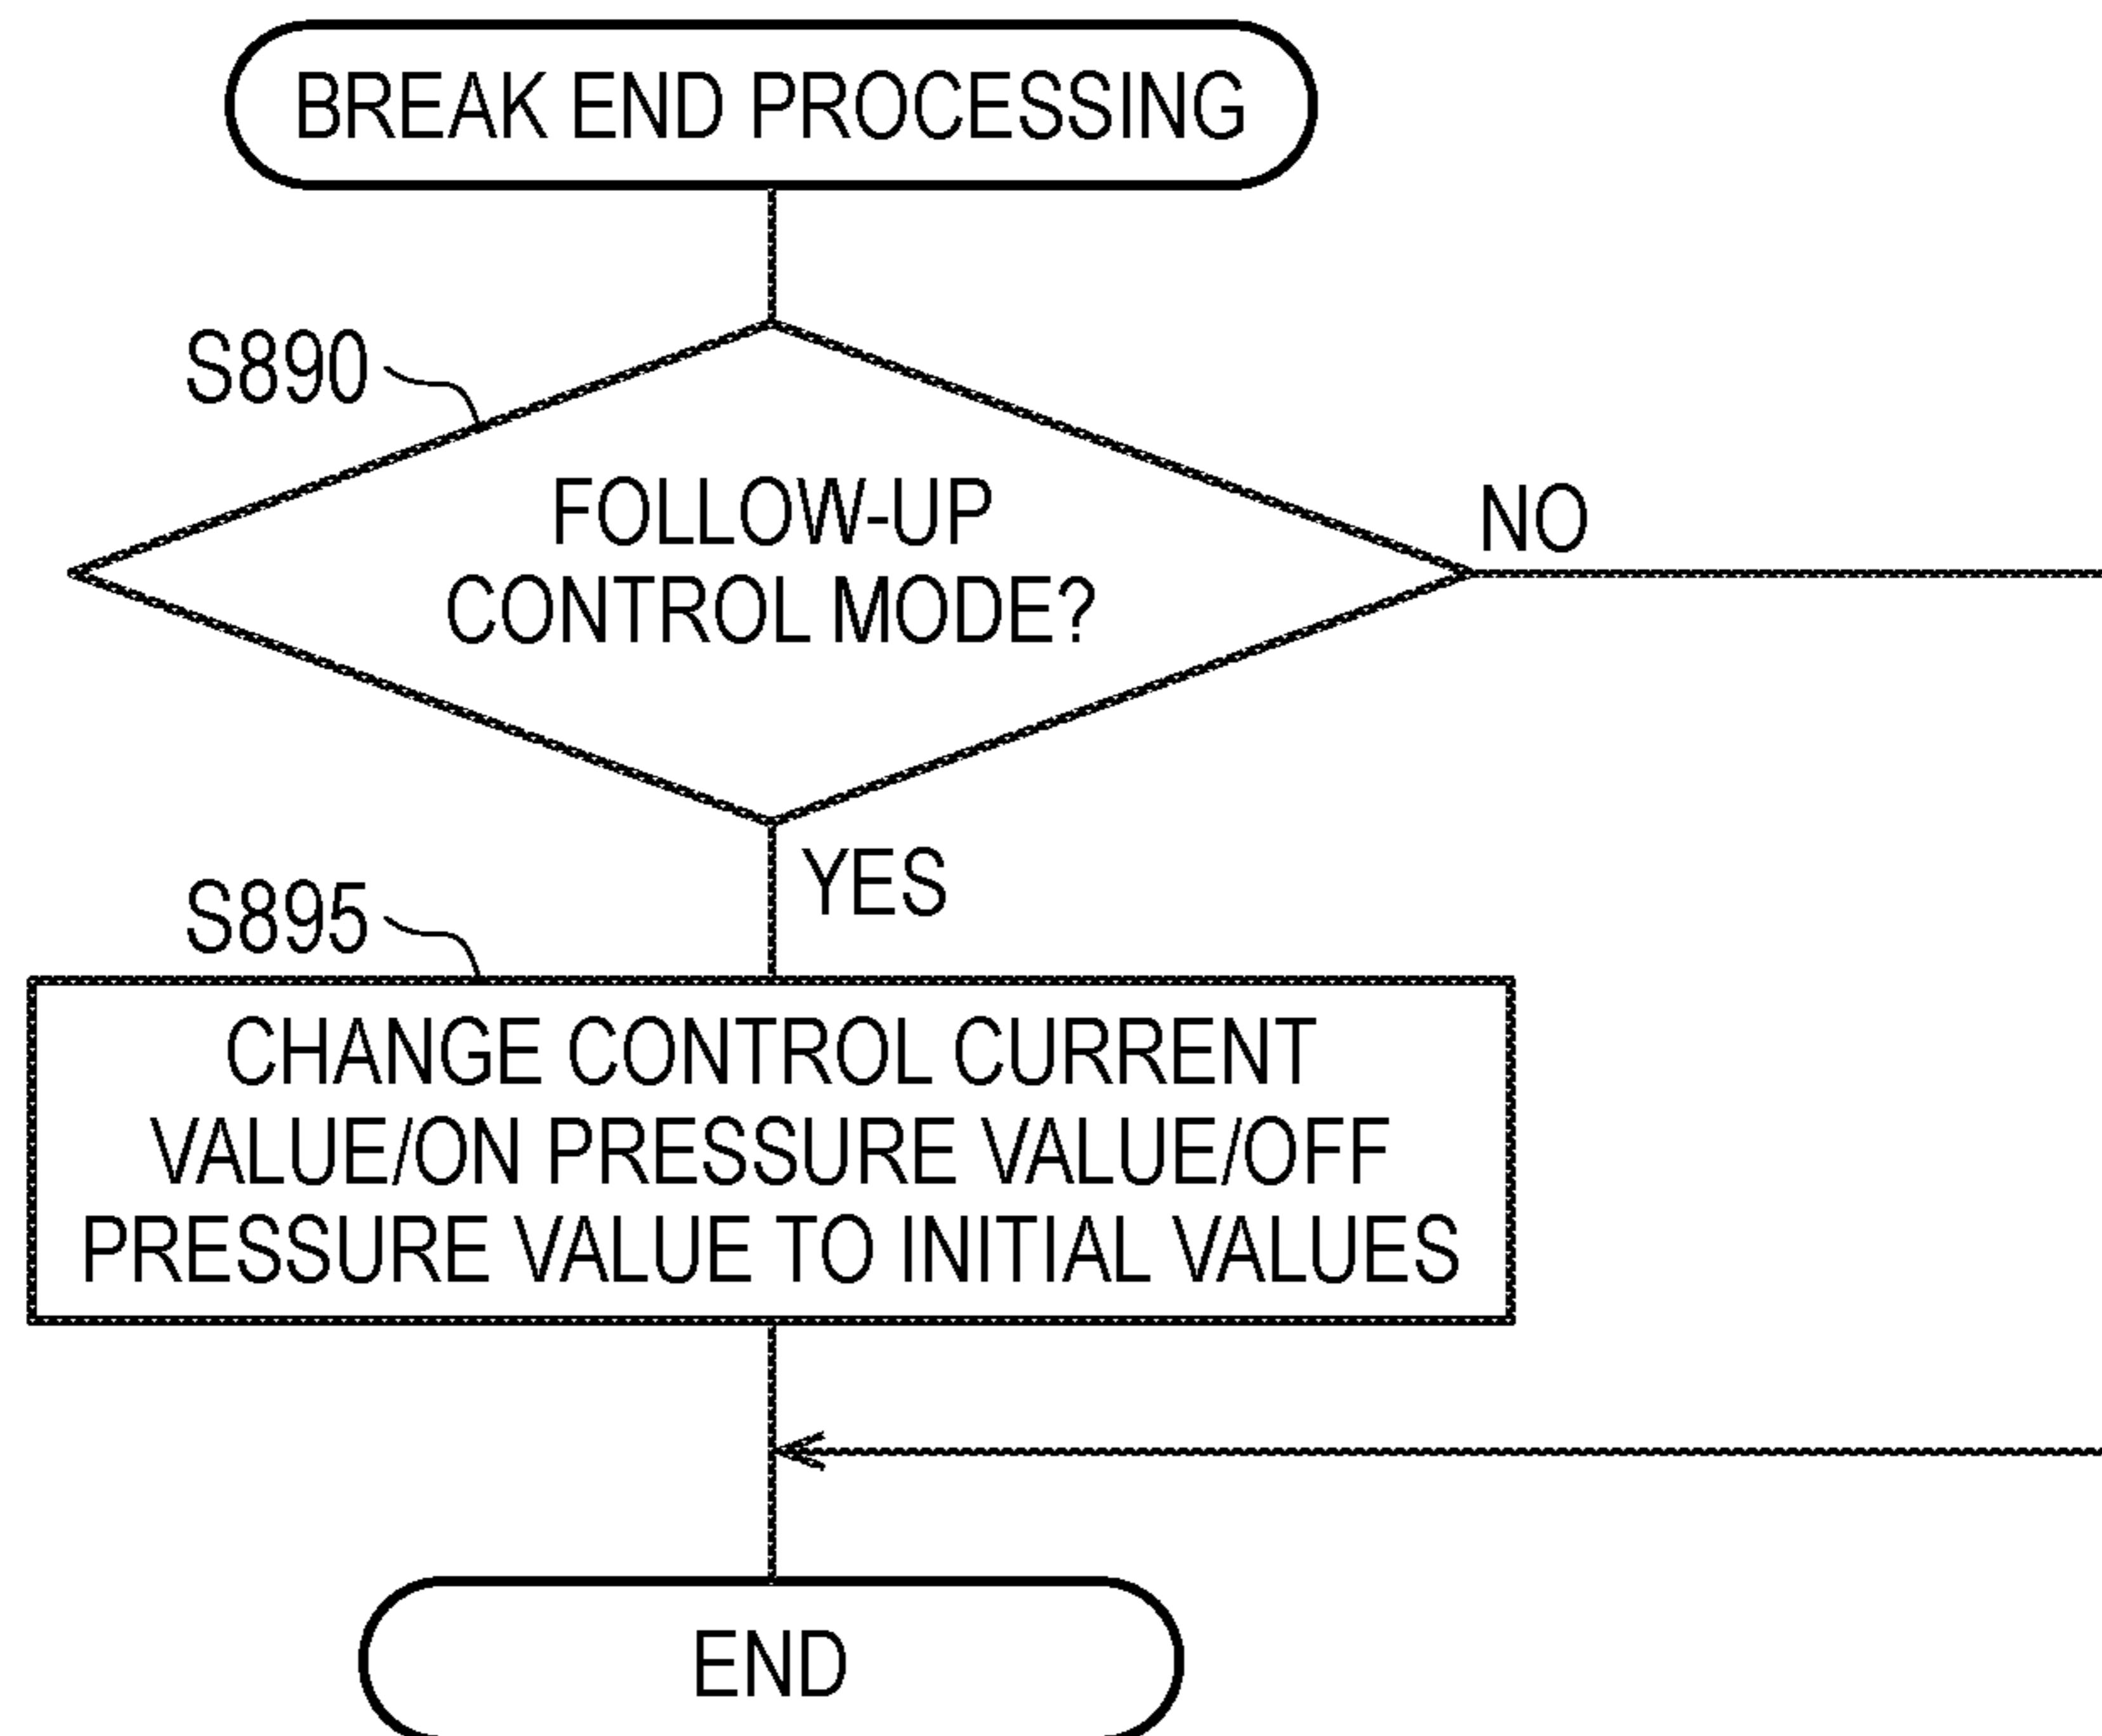 BREAK END PROCESSING
S890
FOLLOW-UP
CONTROL MODE?
NO
YES
S895
CHANGE CONTROL CURRENT
VALUE/ON PRESSURE VALUE/OFF
PRESSURE VALUE TO INITIAL VALUES
END